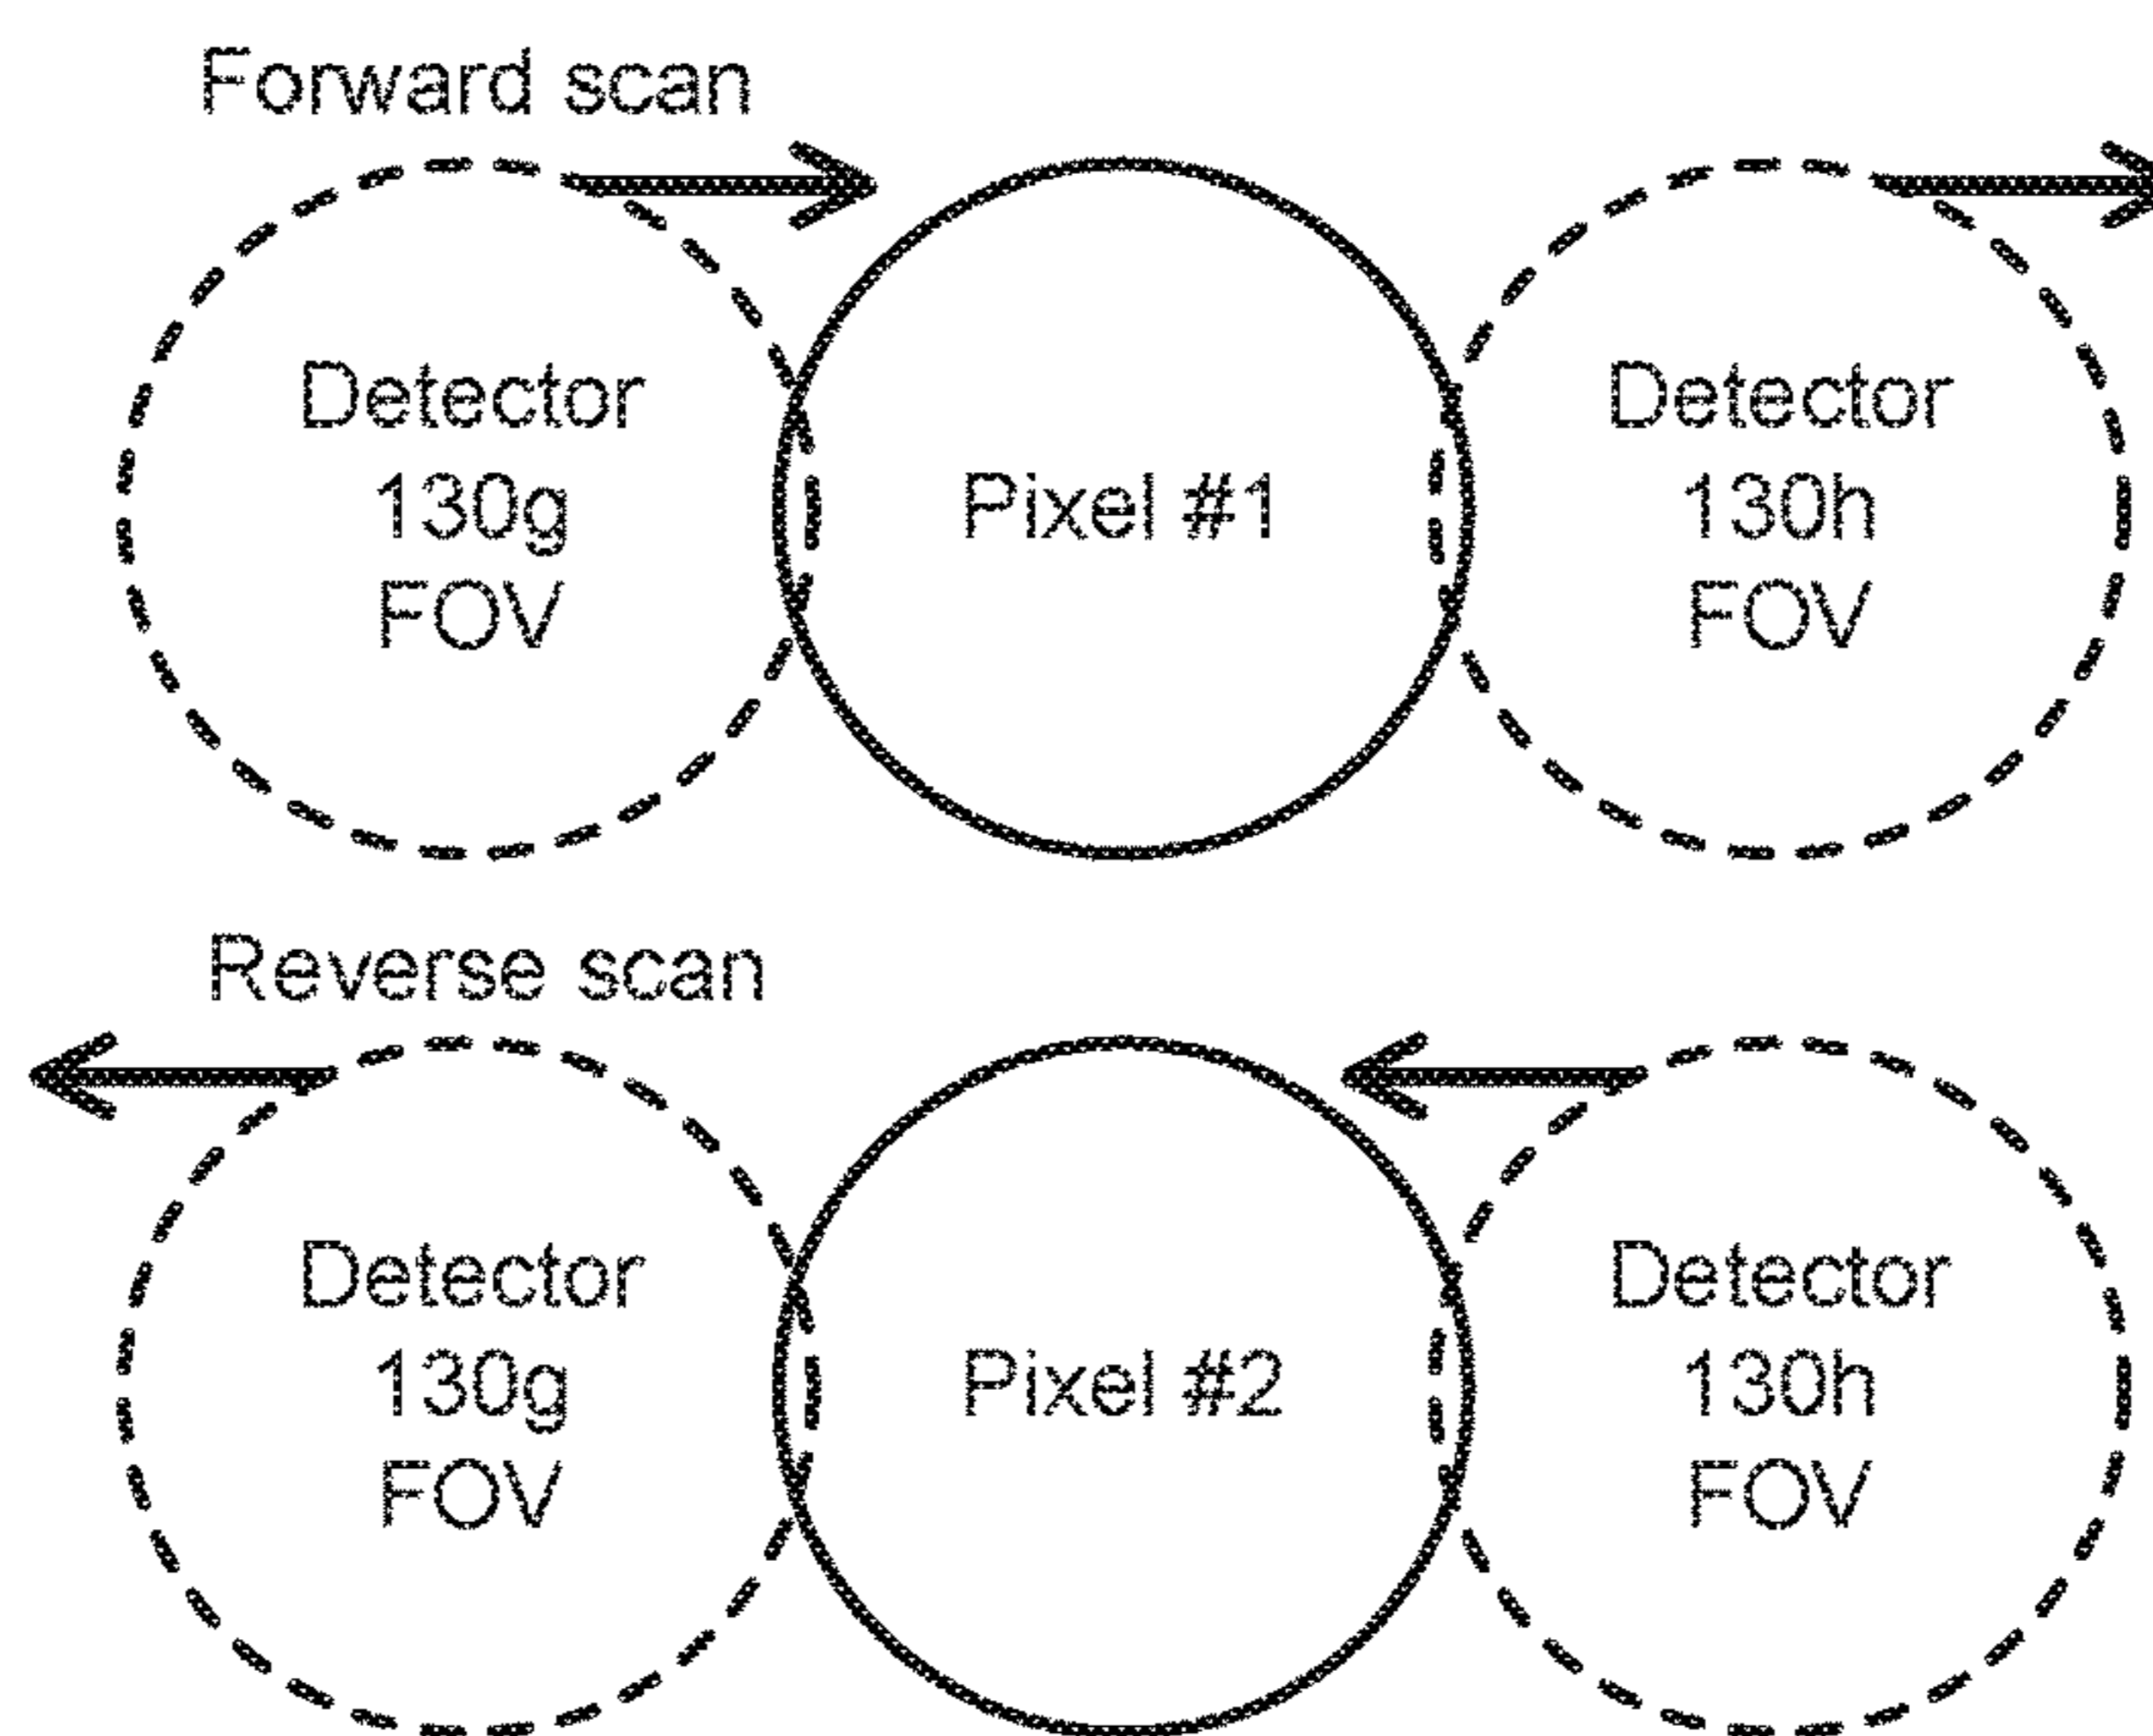 Forward scan
Detector
130g
FOV
Pixel #1
Detector
130h
FOV
Reverse scan
Detector
130g
FOV
Pixel #2
Detector
130h
FOV